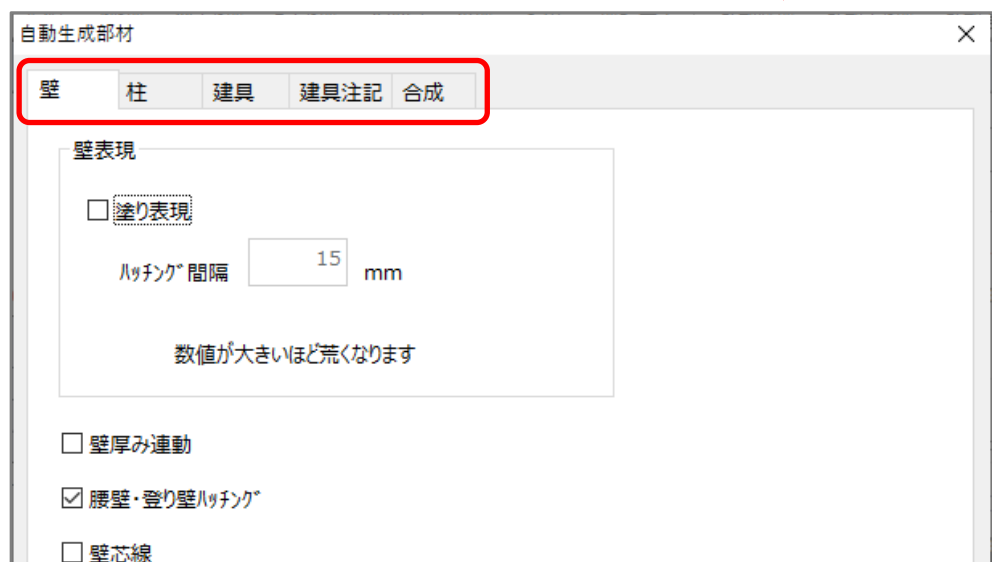 自動生成部材
壁 柱 建具 建具注記 合成
壁表現
塗り表現
ﾊｯﾁﾝｸﾞ間隔 15 mm
数値が大きいほど荒くなります
壁厚み連動
腰壁・登り壁ﾊｯﾁﾝｸﾞ
壁芯線